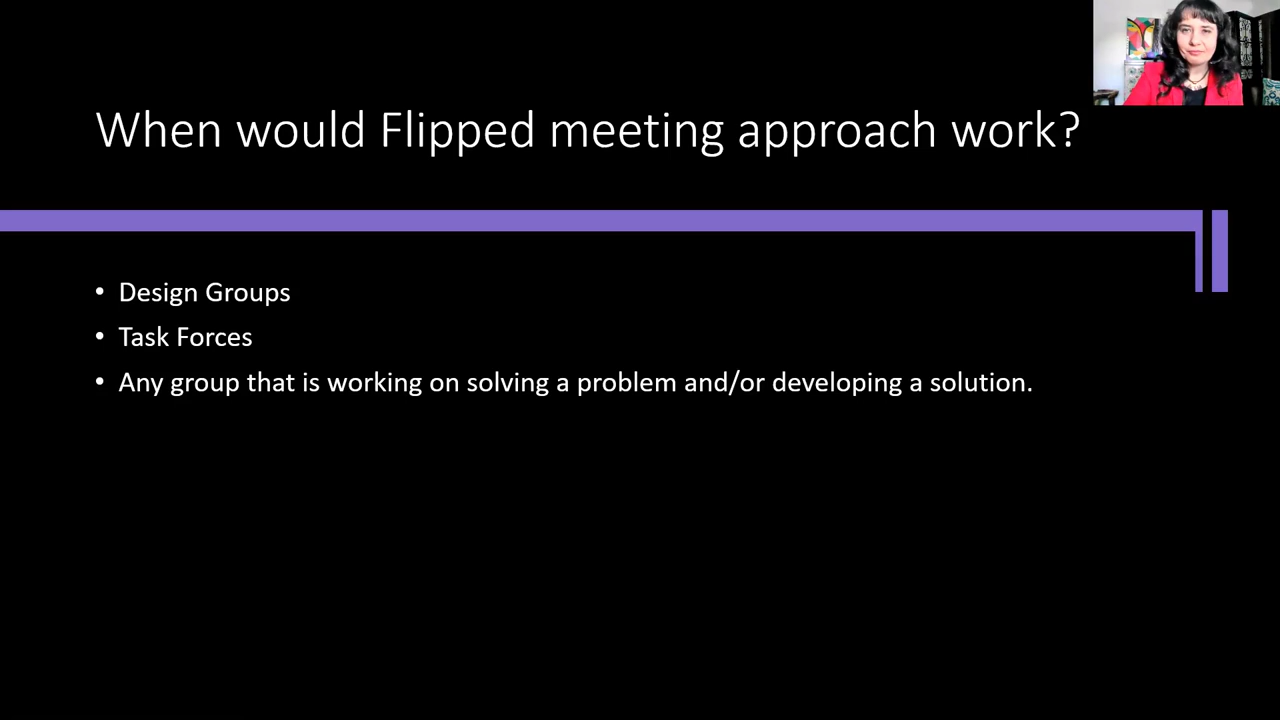 When would Flipped meeting approach work?
• Design Groups
• Task Forces
• Any group that is working on solving a problem and/or developing a solution.